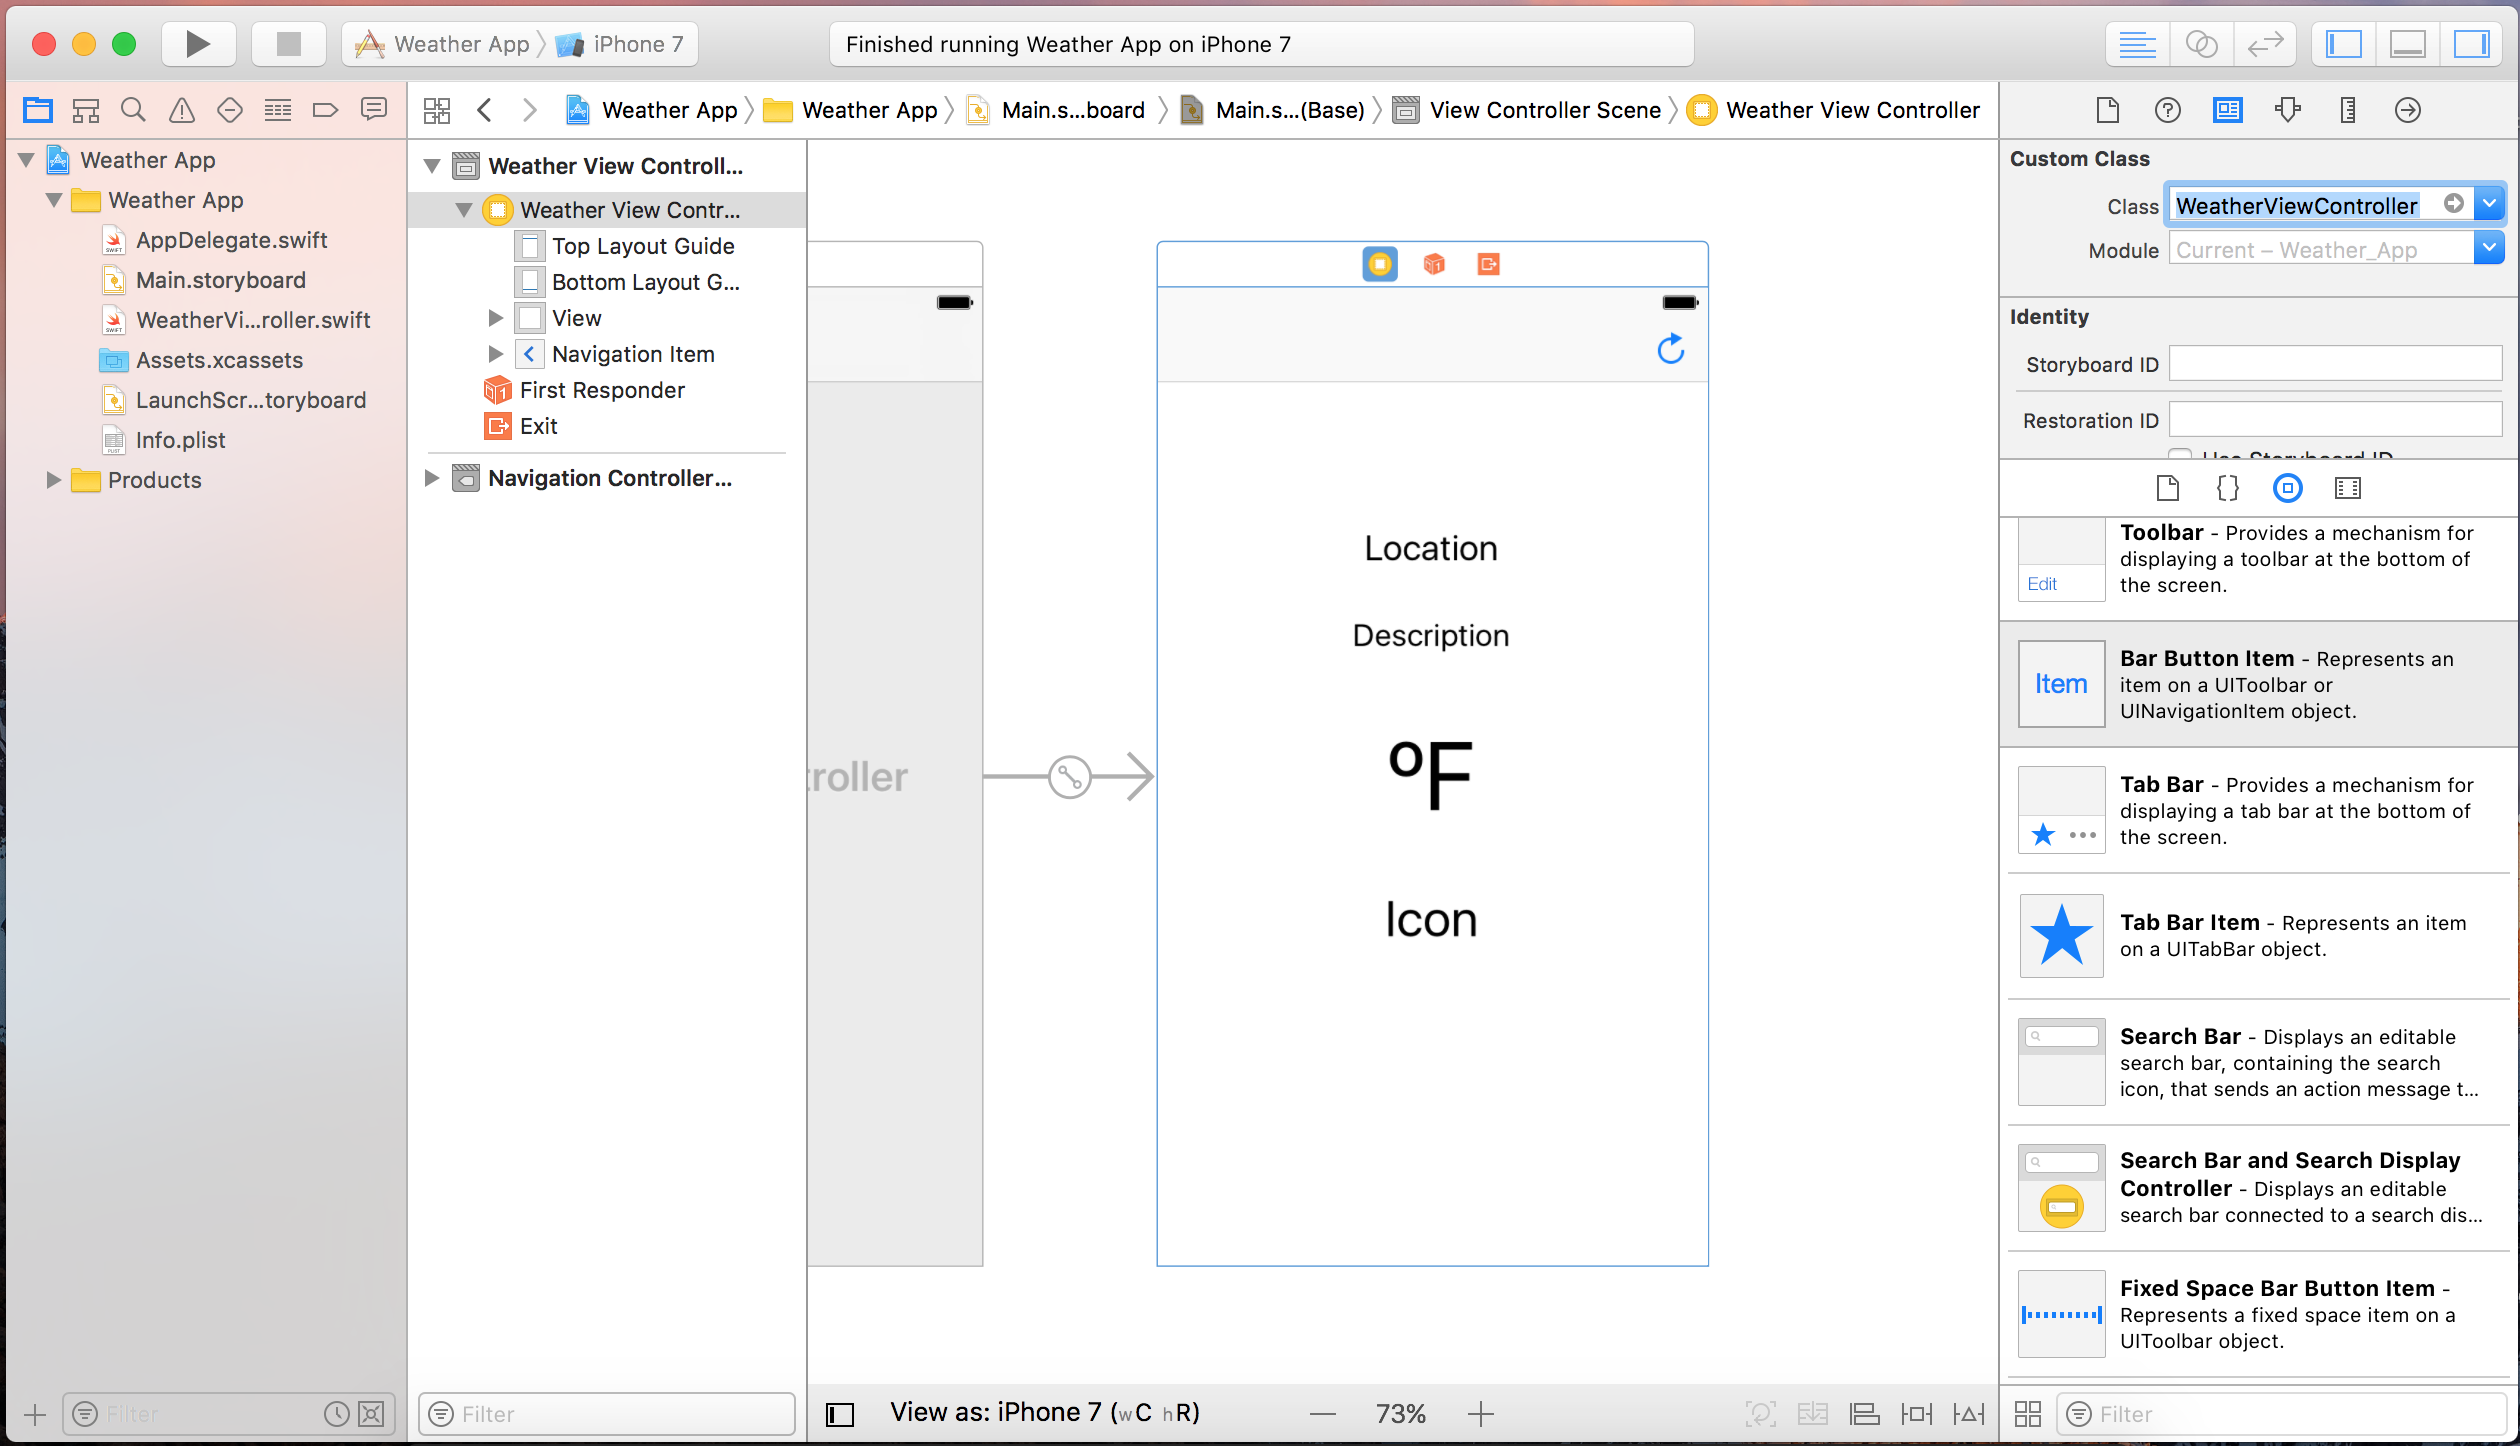 Weather App
iPhone 7
Finished running Weather App on iPhone 7
Weather App
Weather App
Main.s...board
Main.s...(Base)
View Controller Scene
Weather View Controller
Weather App
Weather App
AppDelegate.swift
Main.storyboard
WeatherVi...roller.swift
Assets.xcassets
LaunchScr...toryboard
Info.plist
Products
Filter
Weather View Controll...
Weather View Contr...
Top Layout Guide
Bottom Layout G...
View
Navigation Item
First Responder
Exit
Navigation Controller...
Filter
troller
Location
Description
ºF
Icon
View as: iPhone 7 (wC hR)
73%
Custom Class
Class
WeatherViewController
Module
Current – Weather_App
Identity
Storyboard ID
Restoration ID
Use Storyboard ID
Edit
Toolbar - Provides a mechanism for
displaying a toolbar at the bottom of
the screen.
Item
Bar Button Item - Represents an
item on a UIToolbar or
UINavigationItem object.
Tab Bar - Provides a mechanism for
displaying a tab bar at the bottom of
the screen.
Tab Bar Item - Represents an item
on a UITabBar object.
Search Bar - Displays an editable
search bar, containing the search
icon, that sends an action message t...
Search Bar and Search Display
Controller - Displays an editable
search bar connected to a search dis...
Fixed Space Bar Button Item -
Represents a fixed space item on a
UIToolbar object.
Filter